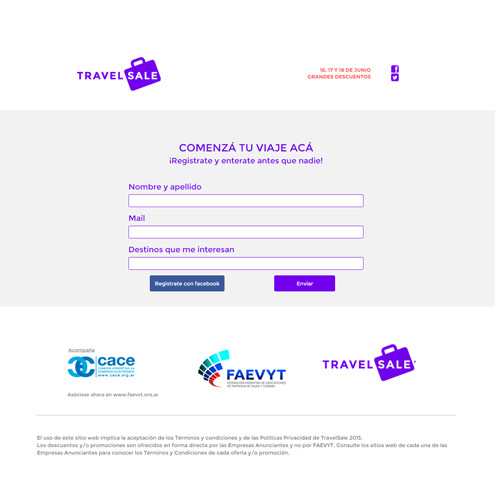 TRAVEL SALE
16, 17 Y 18 DE JUNIO
GRANDES DESCUENTOS
COMENZÁ TU VIAJE ACÁ
¡Registrate y enterate antes que nadie!
Nombre y apellido
Mail
Destinos que me interesan
Registrate con facebook
Enviar
Acompaña
cace
CÁMARA ARGENTINA DE
COMERCIO ELECTRÓNICO
www.cace.org.ar
Asóciese ahora en www.faevyt.org.ar
FAEVYT
FEDERACIÓN ARGENTINA DE ASOCIACIONES
DE EMPRESAS DE VIAJES Y TURISMO
TRAVEL SALE
El uso de este sitio web implica la aceptación de los Términos y condiciones y de las Políticas Privacidad de TravelSale 2015.
Los descuentos y/o promociones son ofrecidos en forma directa por las Empresas Anunciantes y no por FAEVYT. Consulte los sitios web de cada una de las
Empresas Anunciantes para conocer los Términos y Condiciones de cada oferta y/o promoción.